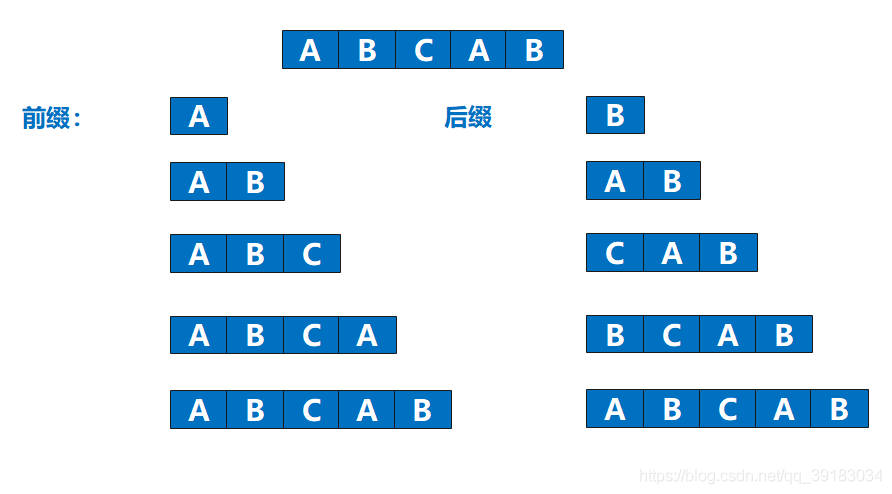 A B C A B
前缀： A 后缀 B
A B A B
A B C C A B
A B C A B C A B
A B C A B A B C A B
https://blog.csdn.net/qq_39183034